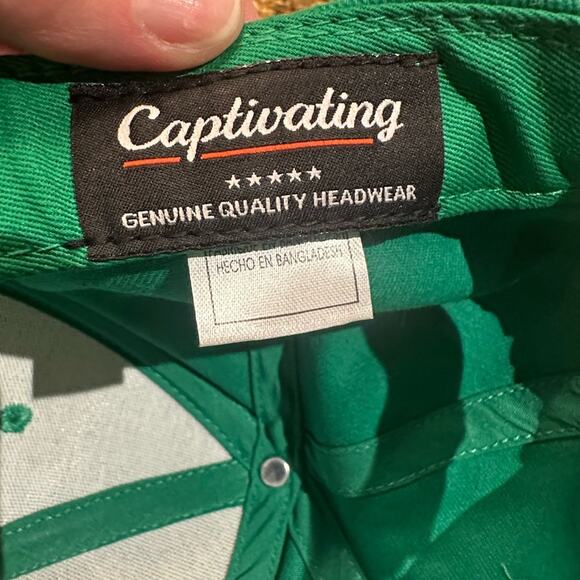 Captivating
★★★★★
GENUINE QUALITY HEADWEAR
HECHO EN BANGLADESH